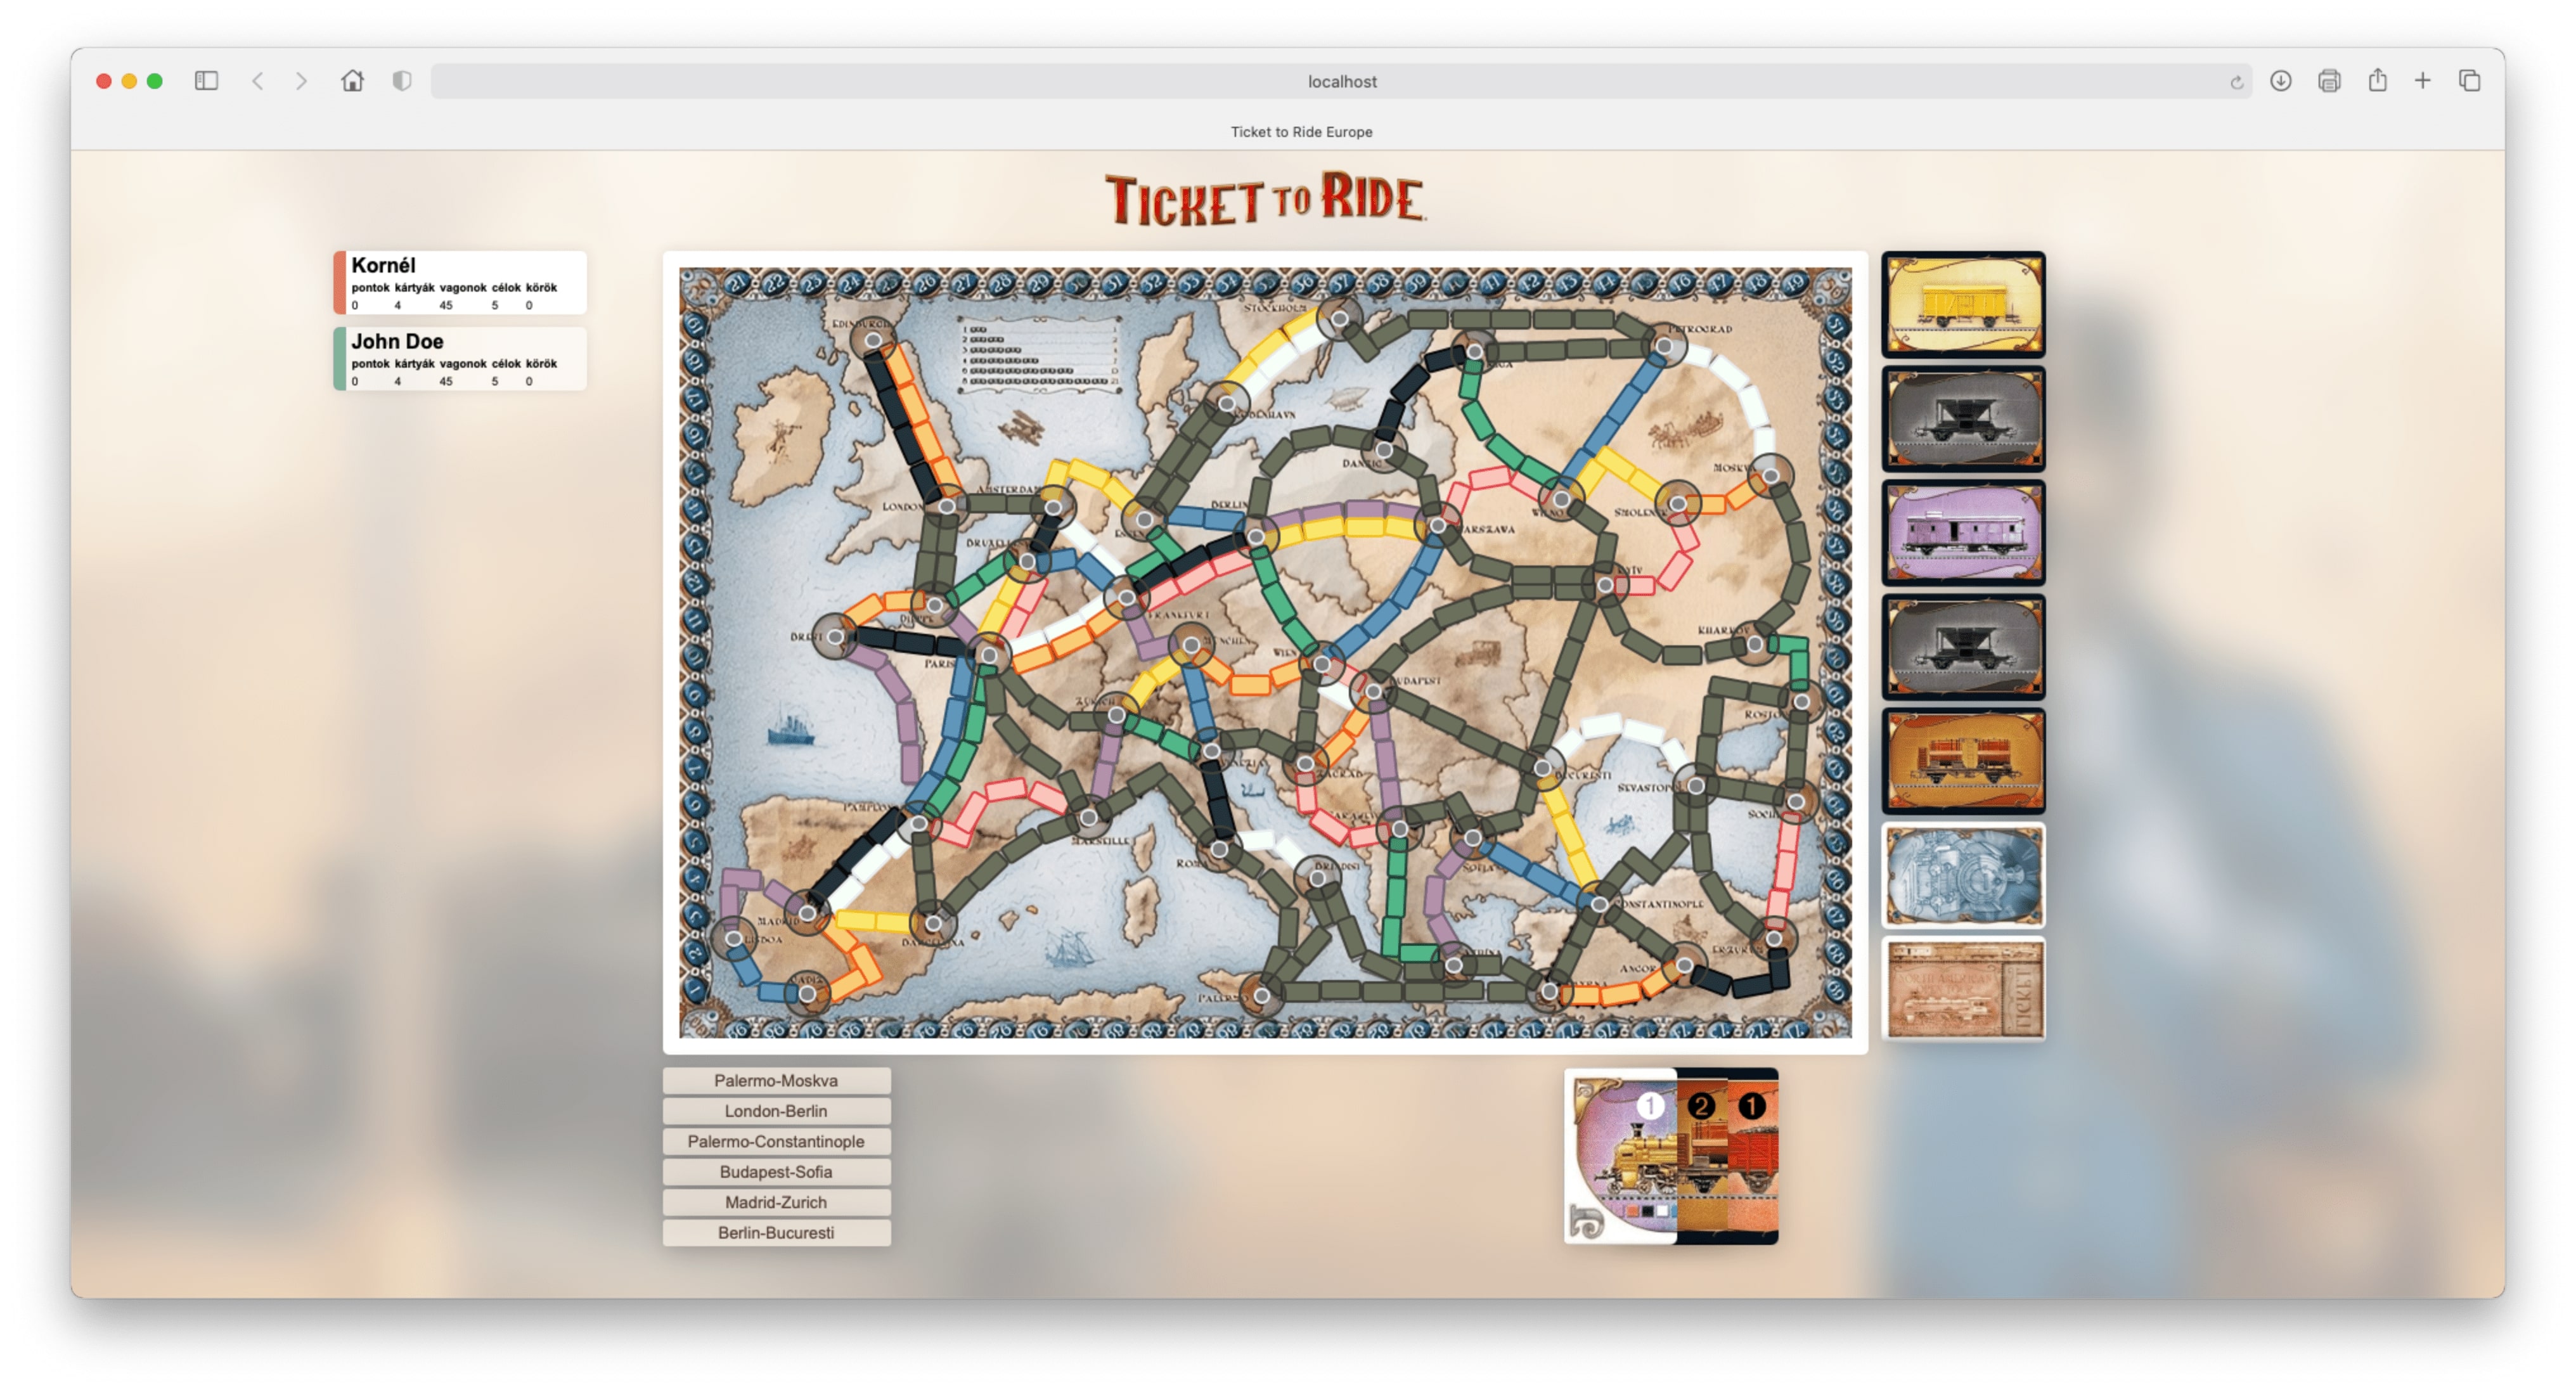 localhost
Ticket to Ride Europe
TICKET TO RIDE
Kornél
pontok kártyák vagonok célok körök
0 4 45 5 0
John Doe
pontok kártyák vagonok célok körök
0 4 45 5 0
EDINBURGH
STOCKHOLM
PETROGRAD
KOBENHAVN
DANZIG
MOSKVA
AMSTERDAM
LONDON
BERLIN
ESSEN
WARSZAWA
WILNO
SMOLENSK
BRUXELLES
KYIV
DIEPPE
FRANKFURT
BREST
PARIS
MUNCHEN
WIEN
KHARKOV
BUDAPEST
ZURICH
ROSTOV
VENEZIA
ZAGRAB
BUCURESTI
SEVASTOPOL
PAMPLONA
SARAJEVO
SOCHI
MARSEILLE
ROMA
BRINDISI
SOFIA
MADRID
CONSTANTINOPLE
LISBOA
BARCELONA
ATHINA
ERZURUM
CADIZ
ANGORA
PALERMO
SMYRNA
TICKET
Palermo-Moskva
London-Berlin
Palermo-Constantinople
Budapest-Sofia
Madrid-Zurich
Berlin-Bucuresti
1 2 1